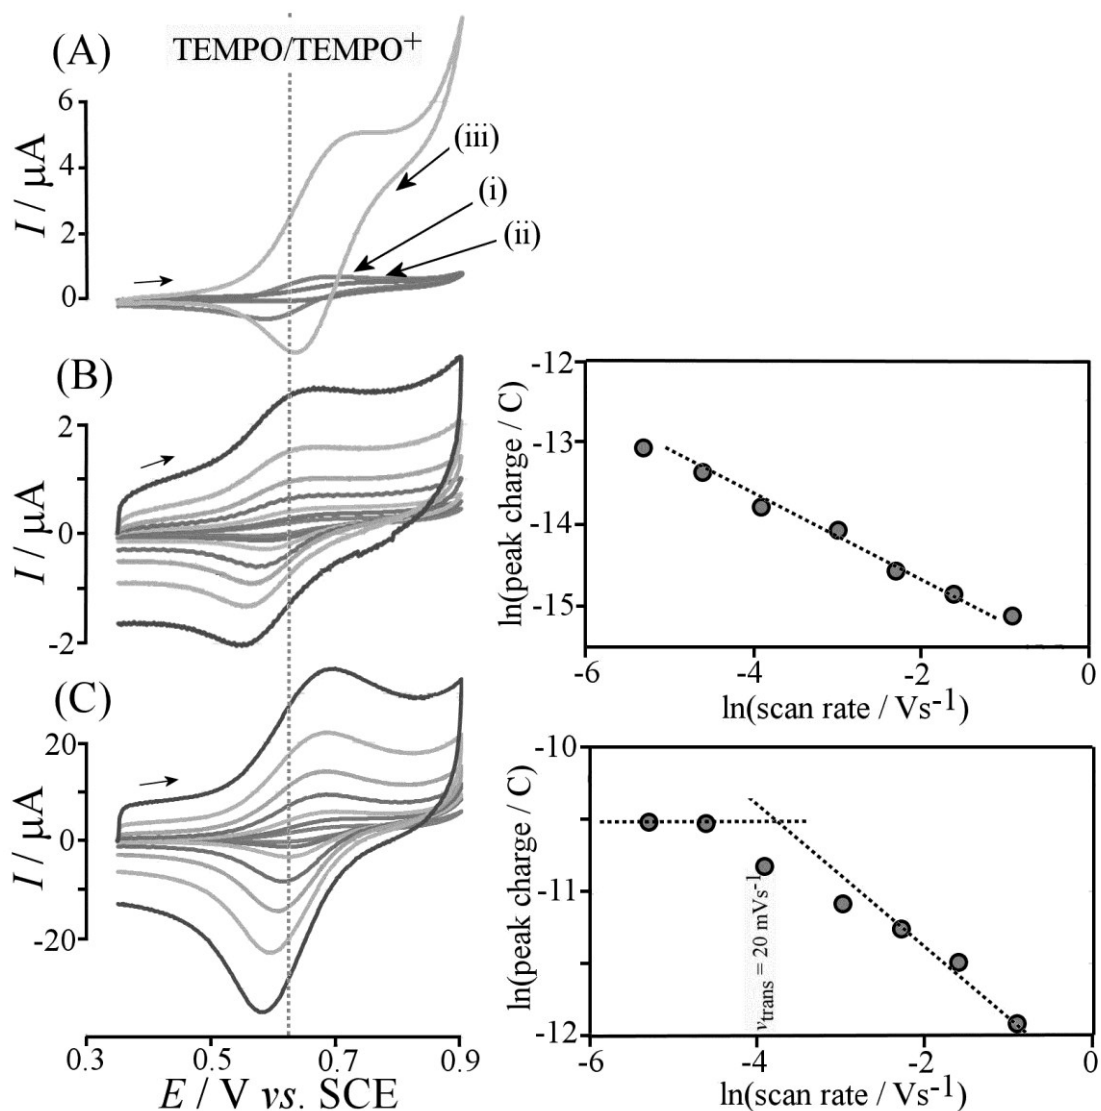 (A)
TEMPO/TEMPO+
6
4
2
0
I / μA
(iii)
(i)
(ii)
(B)
2
0
-2
I / μA
-12
-13
-14
-15
ln(peak charge / C)
-6
-4
-2
0
ln(scan rate / Vs-1)
(C)
20
0
-20
I / μA
0.3
0.5
0.7
0.9
E / V vs. SCE
-10
-11
-12
ln(peak charge / C)
vtrans = 20 mVs-1
-6
-4
-2
0
ln(scan rate / Vs-1)